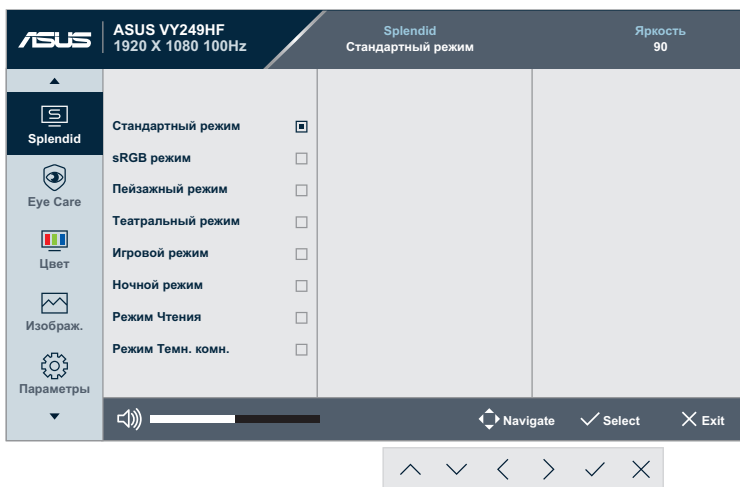 ASUS
ASUS VY249HF
1920 X 1080 100Hz
Splendid
Стандартный режим
Яркость
90
Splendid
Eye Care
Цвет
Изображ.
Параметры
Стандартный режим
sRGB режим
Пейзажный режим
Театральный режим
Игровой режим
Ночной режим
Режим Чтения
Режим Темн. комн.
Navigate
Select
Exit